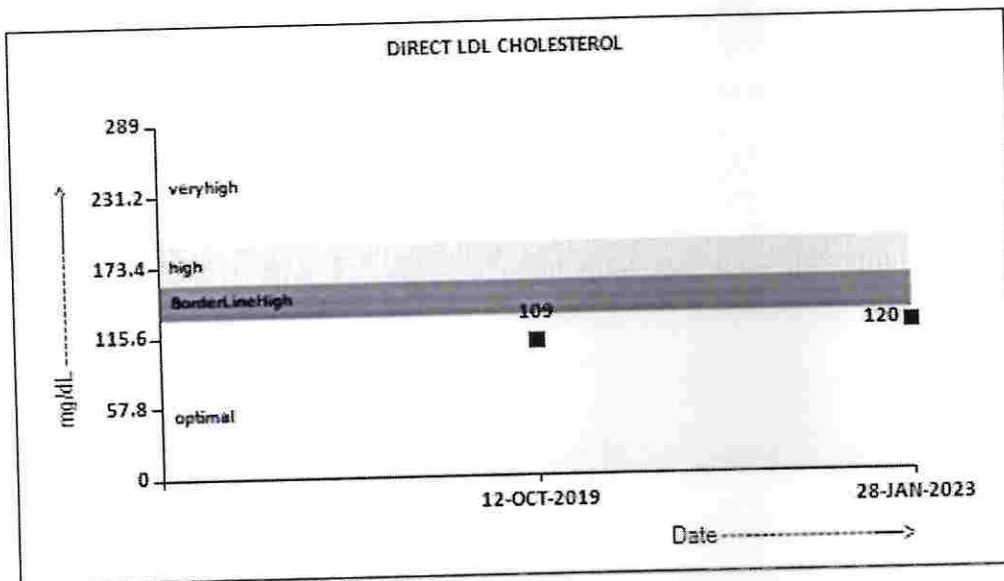 DIRECT LDL CHOLESTEROL
289
231.2
173.4
115.6
57.8
0
mg/dL
veryhigh
high
BorderLineHigh
optimal
109
120
12-OCT-2019
28-JAN-2023
Date